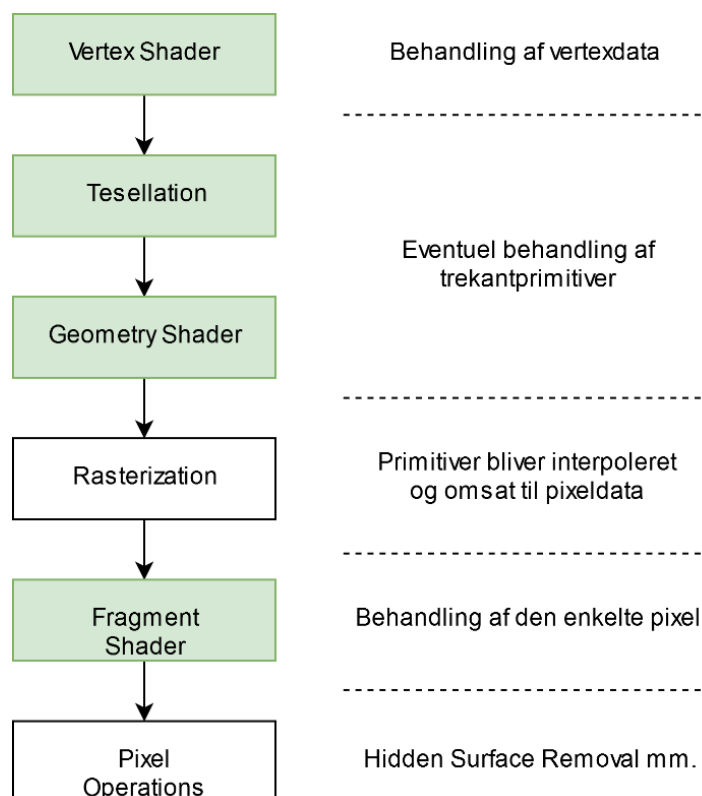 Vertex Shader
Behandling af vertexdata
Tesellation
Eventuel behandling af
trekantprimitiver
Geometry Shader
Rasterization
Primitiver bliver interpoleret
og omsat til pixeldata
Fragment
Shader
Behandling af den enkelte pixel
Pixel
Operations
Hidden Surface Removal mm.